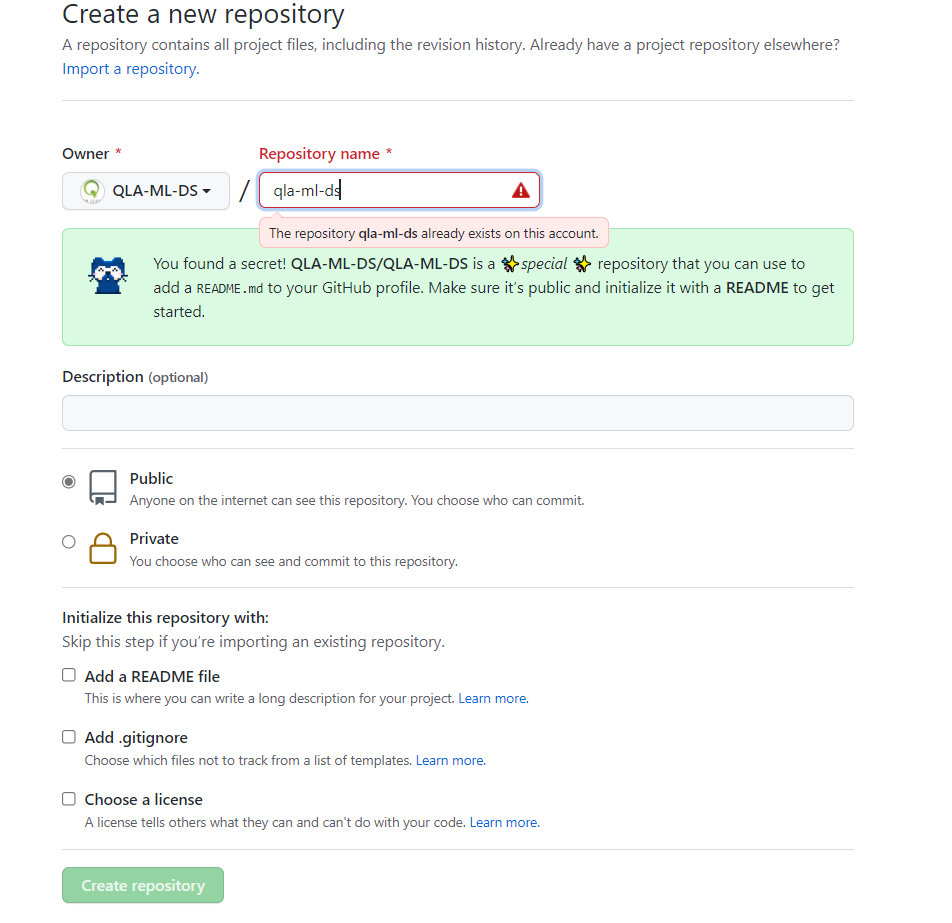 Create a new repository
A repository contains all project files, including the revision history. Already have a project repository elsewhere?
Import a repository.
Owner *
Repository name *
QLA-ML-DS
/
qla-ml-ds
The repository qla-ml-ds already exists on this account.
You found a secret! QLA-ML-DS/QLA-ML-DS is a ✨special ✨ repository that you can use to
add a README.md to your GitHub profile. Make sure it's public and initialize it with a README to get
started.
Description (optional)
Public
Anyone on the internet can see this repository. You choose who can commit.
Private
You choose who can see and commit to this repository.
Initialize this repository with:
Skip this step if you're importing an existing repository.
Add a README file
This is where you can write a long description for your project. Learn more.
Add .gitignore
Choose which files not to track from a list of templates. Learn more.
Choose a license
A license tells others what they can and can't do with your code. Learn more.
Create repository